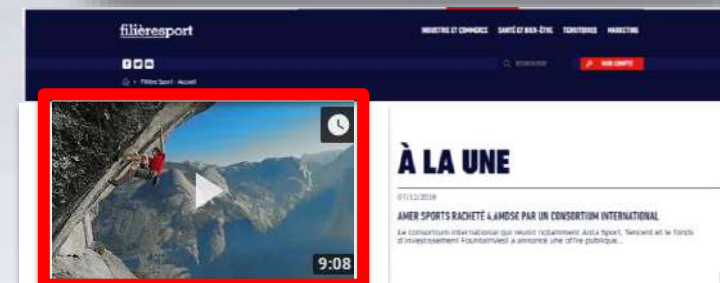 filièresport
INDUSTRIE ET COMMERCE SANTÉ ET BIEN-ÊTRE TERRITOIRES MARKETING
RECHERCHER MON COMPTE
Filière Sport - Accueil
À LA UNE
07/12/2018
AMER SPORTS RACHETÉ 4,6MDS€ PAR UN CONSORTIUM INTERNATIONAL
Le consortium international qui réunit notamment Anta Sport, Tencent et le fonds
d'investissement FountainVest a annoncé une offre publique...
9:08